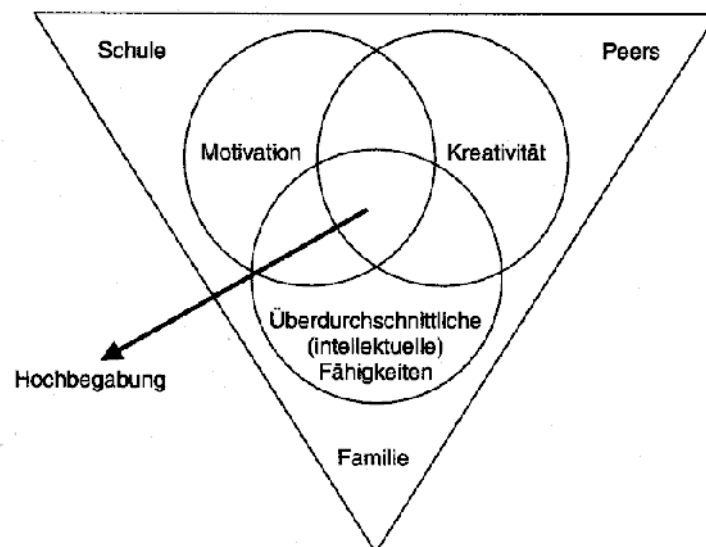 Schule
Peers
Motivation
Kreativität
Überdurchschnittliche
(intellektuelle)
Fähigkeiten
Hochbegabung
Familie